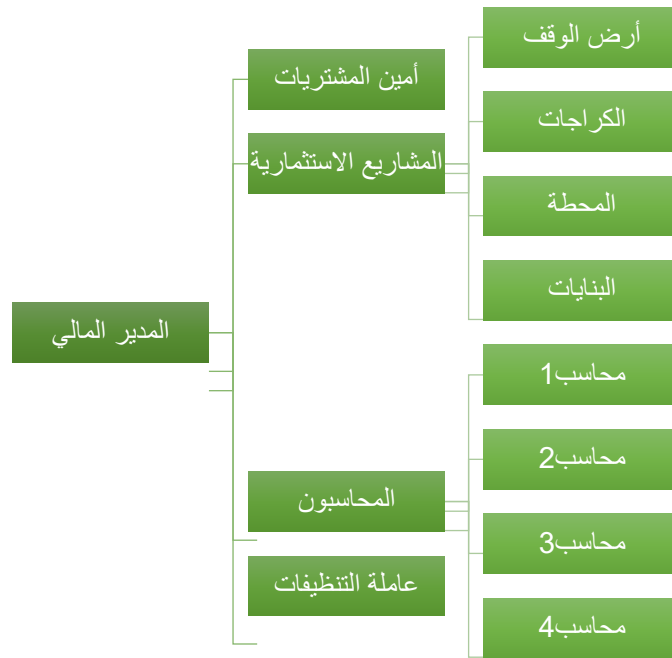 المدير المالي
أمين المشتريات
المشاريع الاستثمارية
أرض الوقف
الكراجات
المحطة
البنايات
المحاسبون
محاسب1
محاسب2
محاسب3
محاسب4
عاملة التنظيفات